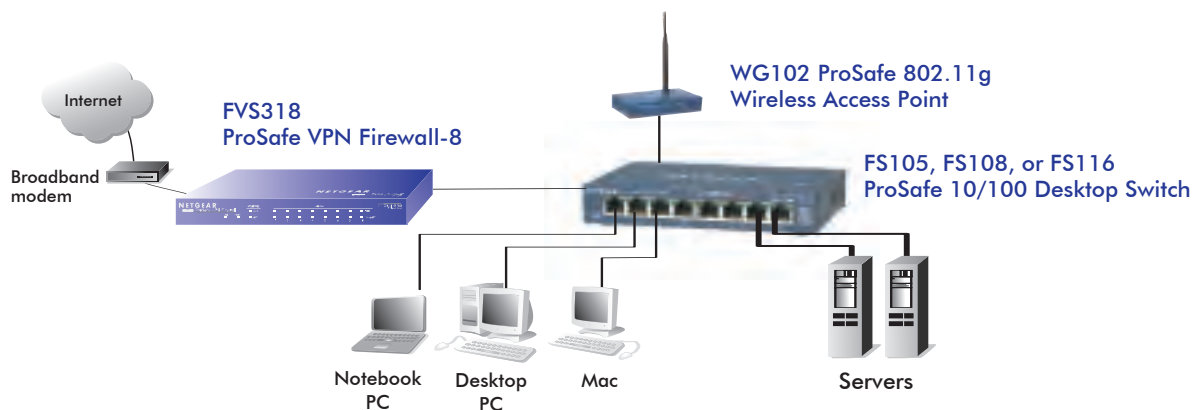 Internet
Broadband
modem
FVS318
ProSafe VPN Firewall-8
NETGEAR
NETGEAR
WG102 ProSafe 802.11g
Wireless Access Point
FS105, FS108, or FS116
ProSafe 10/100 Desktop Switch
Notebook
PC
Desktop
PC
Mac
Servers